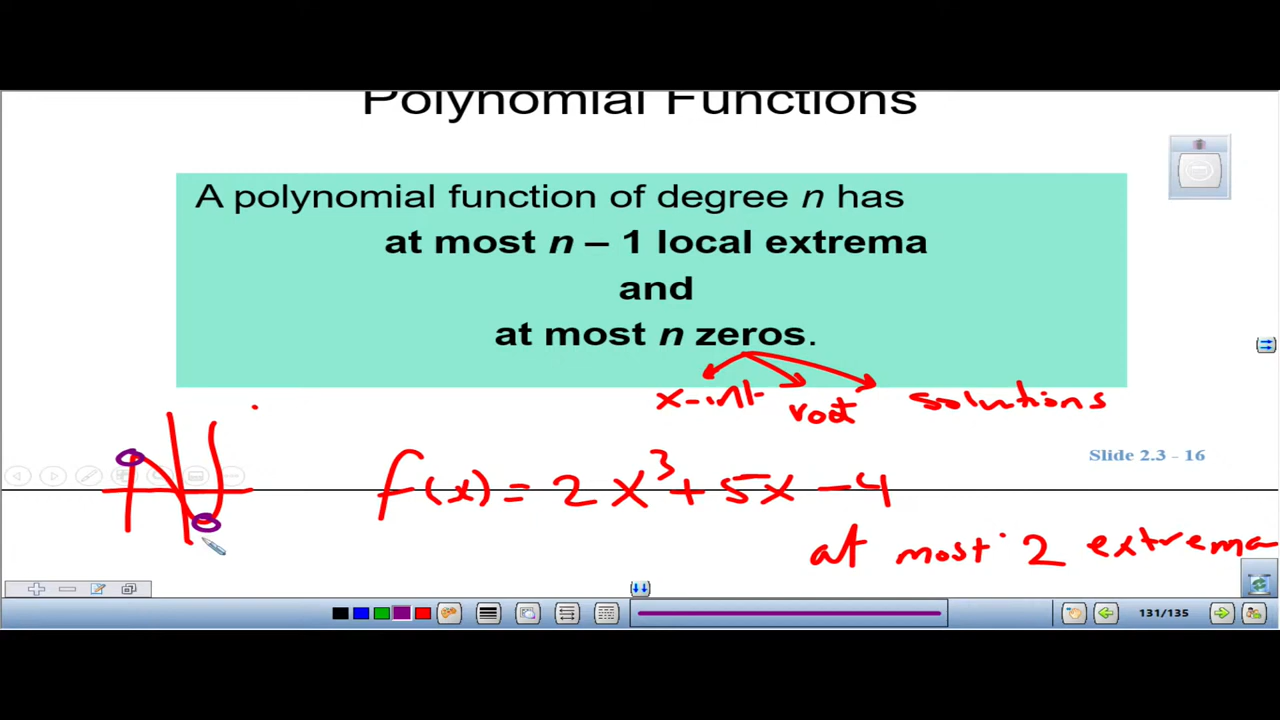 Polynomial Functions
A polynomial function of degree n has
at most n – 1 local extrema
and
at most n zeros.
x-int root solutions
Slide 2.3 - 16
f(x) = 2x³ + 5x - 4
at most 2 extrema
131/135